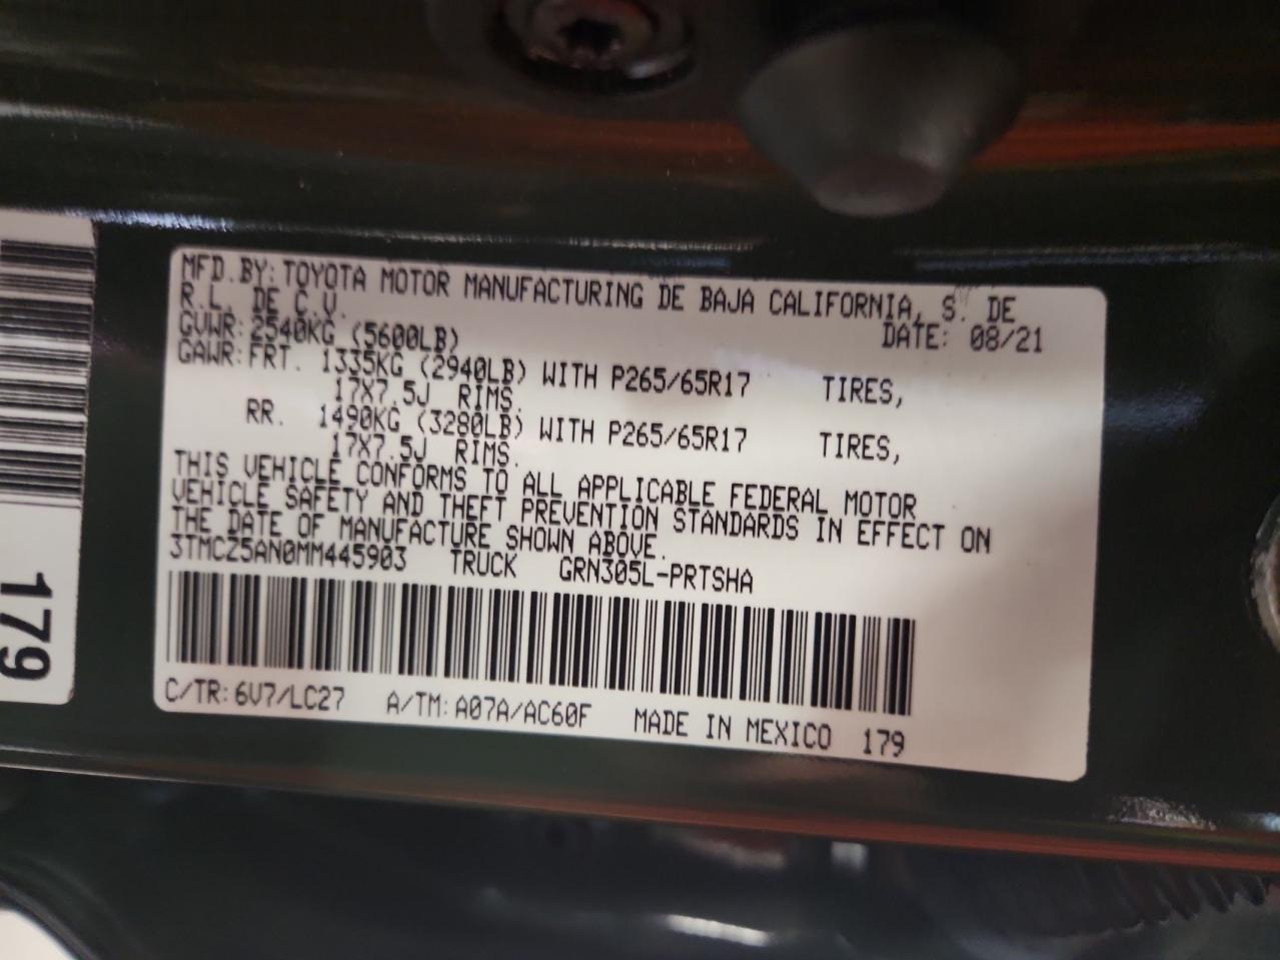 MFD.BY:TOYOTA MOTOR MANUFACTURING DE BAJA CALIFORNIA, S. DE
R.L. DE C.V. DATE: 08/21
GVWR:2540KG (5600LB)
GAWR:FRT. 1335KG (2940LB) WITH P265/65R17 TIRES,
17X7.5J RIMS.
RR. 1490KG (3280LB) WITH P265/65R17 TIRES,
17X7.5J RIMS.
THIS VEHICLE CONFORMS TO ALL APPLICABLE FEDERAL MOTOR
VEHICLE SAFETY AND THEFT PREVENTION STANDARDS IN EFFECT ON
THE DATE OF MANUFACTURE SHOWN ABOVE.
3TMCZ5AN0MM445903 TRUCK GRN305L-PRTSHA
C/TR:6V7/LC27 A/TM:A07A/AC60F MADE IN MEXICO 179
179